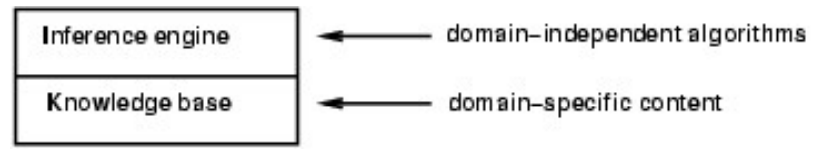 Inference engine
domain–independent algorithms
Knowledge base
domain–specific content